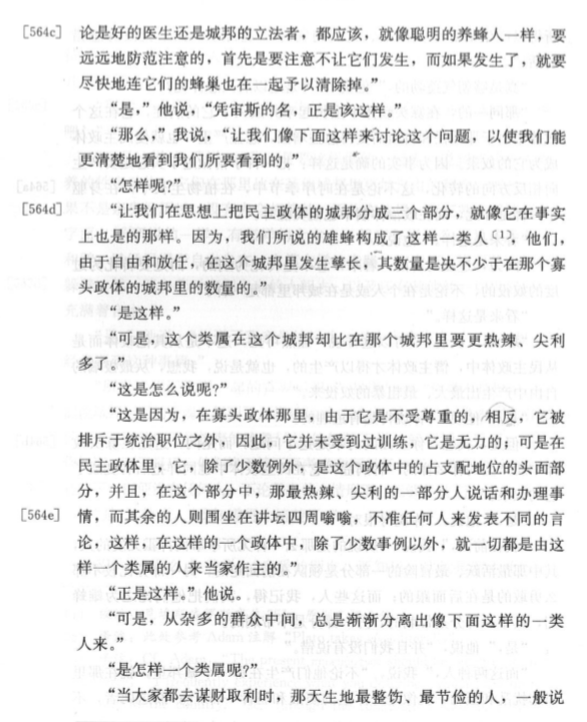 [564c] 论是好的医生还是城邦的立法者，都应该，就像聪明的养蜂人一样，要
远远地防范注意的，首先是要注意不让它们发生，而如果发生了，就要
尽快地连它们的蜂巢也在一起予以清除掉。”
“是，”他说，“凭宙斯的名，正是该这样。”
“那么，”我说，“让我们像下面这样来讨论这个问题，以使我们能
更清楚地看到我们所要看到的。”
“怎样呢？”
[564d] “让我们在思想上把民主政体的城邦分成三个部分，就像它在事实
上也是的那样。因为，我们所说的雄蜂构成了这样一类人〔1〕，他们，
由于自由和放任，在这个城邦里发生孳长，其数量是决不少于在那个寡
头政体的城邦里的数量的。”
“是这样。”
“可是，这个类属在这个城邦却比在那个城邦里要更热辣、尖利
多了。”
“这是怎么说呢？”
“这是因为，在寡头政体那里，由于它是不受尊重的，相反，它被
排斥于统治职位之外，因此，它并未受到过训练，它是无力的；可是在
民主政体里，它，除了少数例外，是这个政体中的占支配地位的头面部
分，并且，在这个部分中，那最热辣、尖利的一部分人说话和办理事
[564e] 情，而其余的人则围坐在讲坛四周嗡嗡，不准任何人来发表不同的言
论，这样，在这样的一个政体中，除了少数事例以外，就一切都是由这
样一个类属的人来当家作主的。”
“正是这样。”他说。
“可是，从杂多的群众中间，总是渐渐分离出像下面这样的一类
人来。”
“是怎样一个类属呢？”
“当大家都去谋财取利时，那天生地最整饬、最节俭的人，一般说